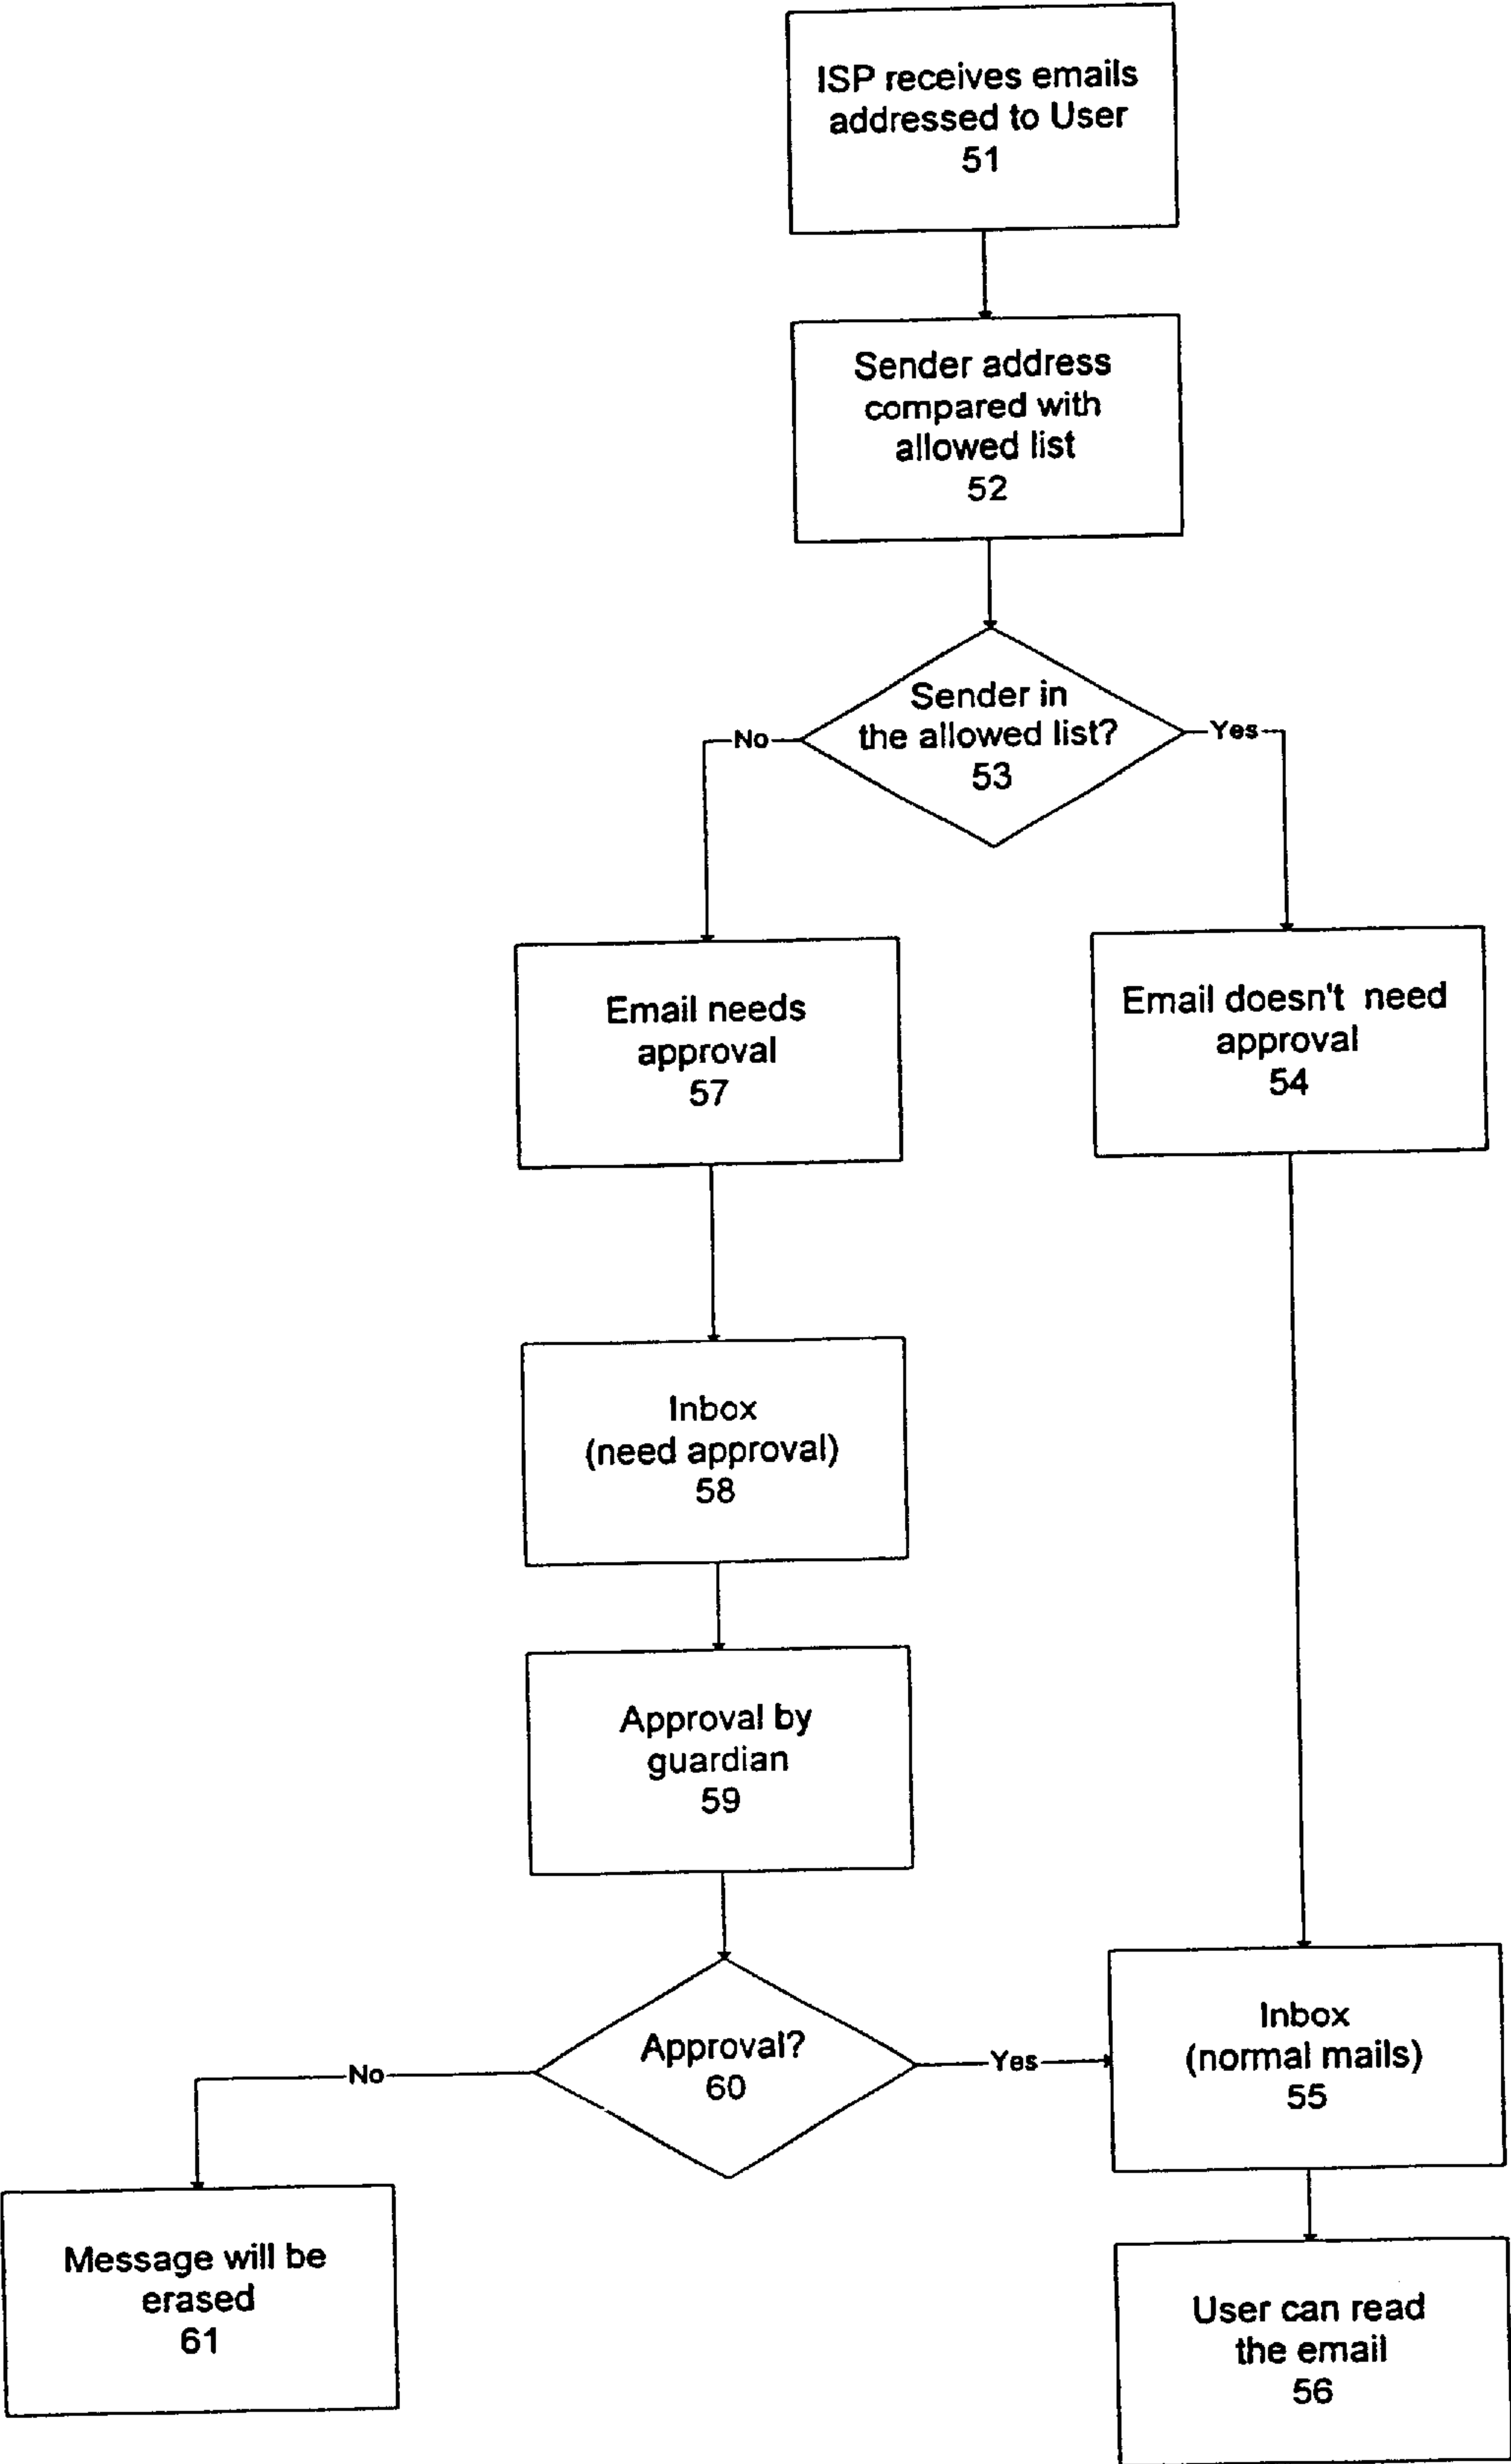 ISP receives emails
addressed to User
51
Sender address
compared with
allowed list
52
Sender in
the allowed list?
53
No
Yes
Email needs
approval
57
Email doesn't need
approval
54
Inbox
(need approval)
58
Approval by
guardian
59
Approval?
60
No
Yes
Inbox
(normal mails)
55
Message will be
erased
61
User can read
the email
56